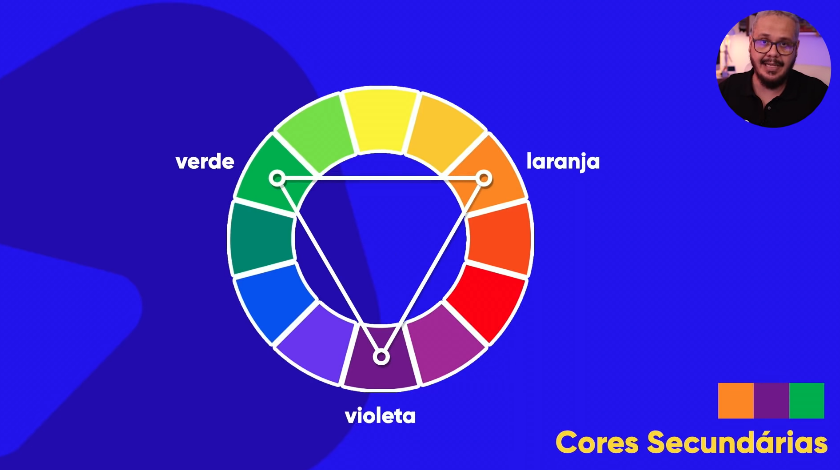 verde
laranja
violeta
Cores Secundárias